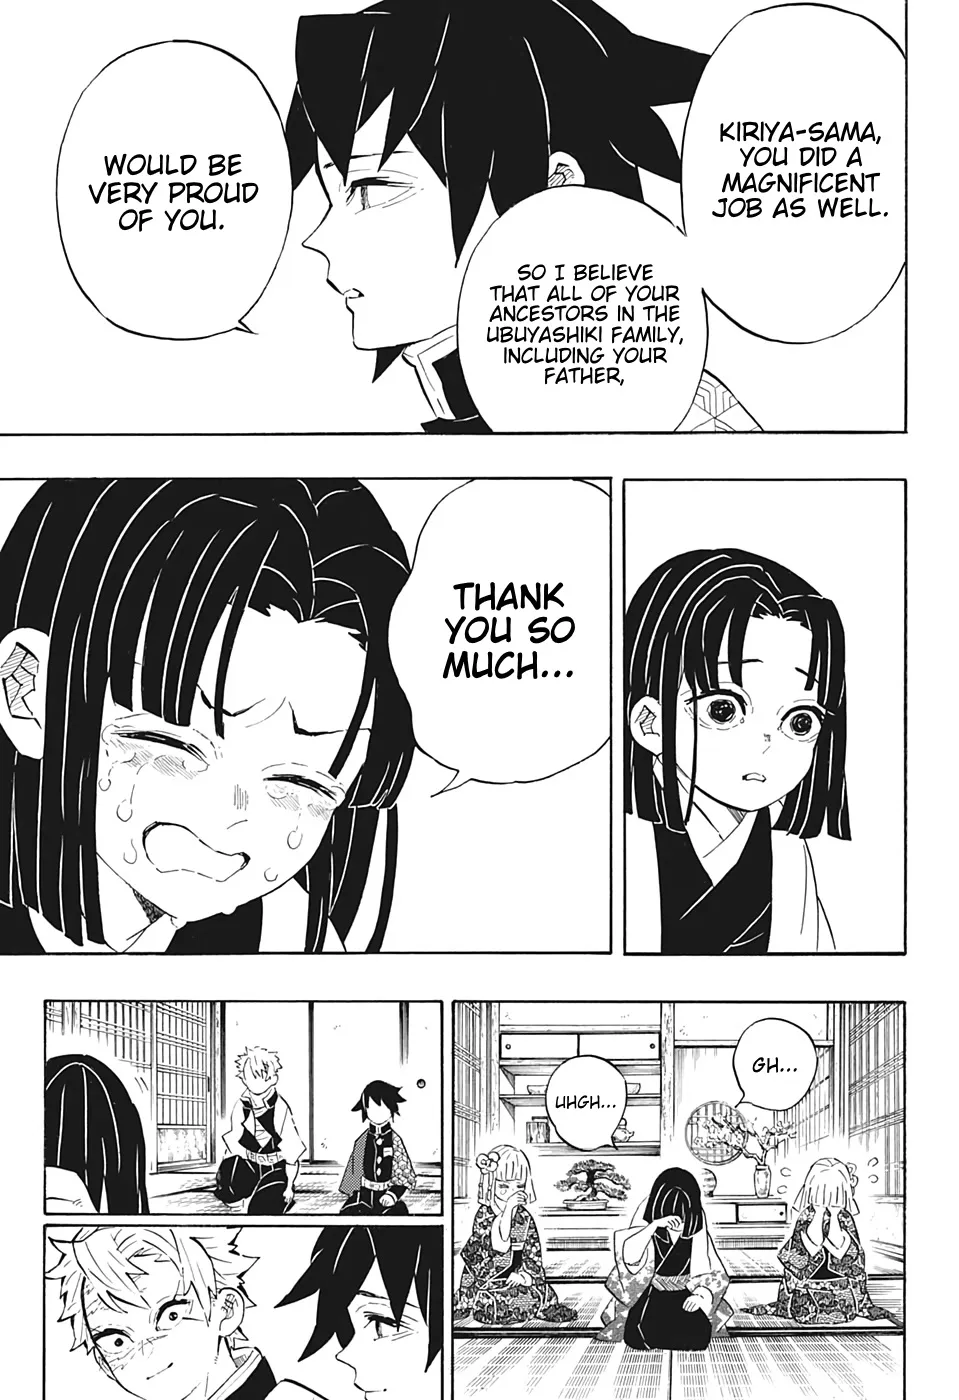 KIRIYA-SAMA,
YOU DID A
MAGNIFICENT
JOB AS WELL.
SO I BELIEVE
THAT ALL OF YOUR
ANCESTORS IN THE
UBUYASHIKI FAMILY,
INCLUDING YOUR
FATHER,
WOULD BE
VERY PROUD
OF YOU.
THANK
YOU SO
MUCH...
GH...
UHGH...